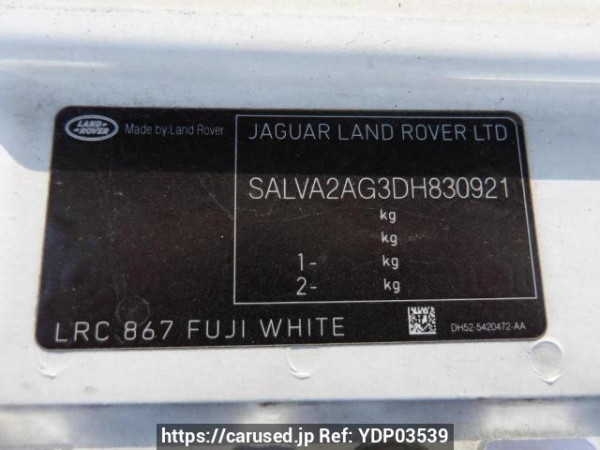 LAND
ROVER
Made by Land Rover
JAGUAR LAND ROVER LTD
SALVA2AG3DH830921
kg
kg
1- kg
2- kg
LRC 867 FUJI WHITE
DH52-5420472-AA
https://carused.jp Ref: YDP03539